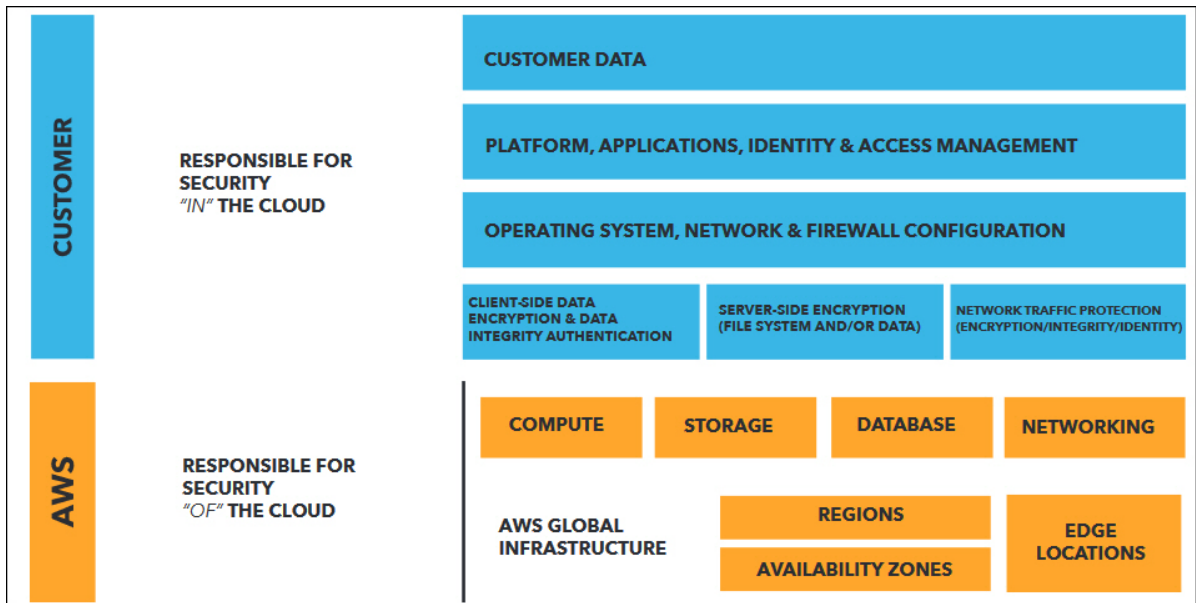 CUSTOMER
RESPONSIBLE FOR
SECURITY
"IN" THE CLOUD
CUSTOMER DATA
PLATFORM, APPLICATIONS, IDENTITY & ACCESS MANAGEMENT
OPERATING SYSTEM, NETWORK & FIREWALL CONFIGURATION
CLIENT-SIDE DATA
ENCRYPTION & DATA
INTEGRITY AUTHENTICATION
SERVER-SIDE ENCRYPTION
(FILE SYSTEM AND/OR DATA)
NETWORK TRAFFIC PROTECTION
(ENCRYPTION/INTEGRITY/IDENTITY)
AWS
RESPONSIBLE FOR
SECURITY
"OF" THE CLOUD
COMPUTE
STORAGE
DATABASE
NETWORKING
AWS GLOBAL
INFRASTRUCTURE
REGIONS
AVAILABILITY ZONES
EDGE
LOCATIONS